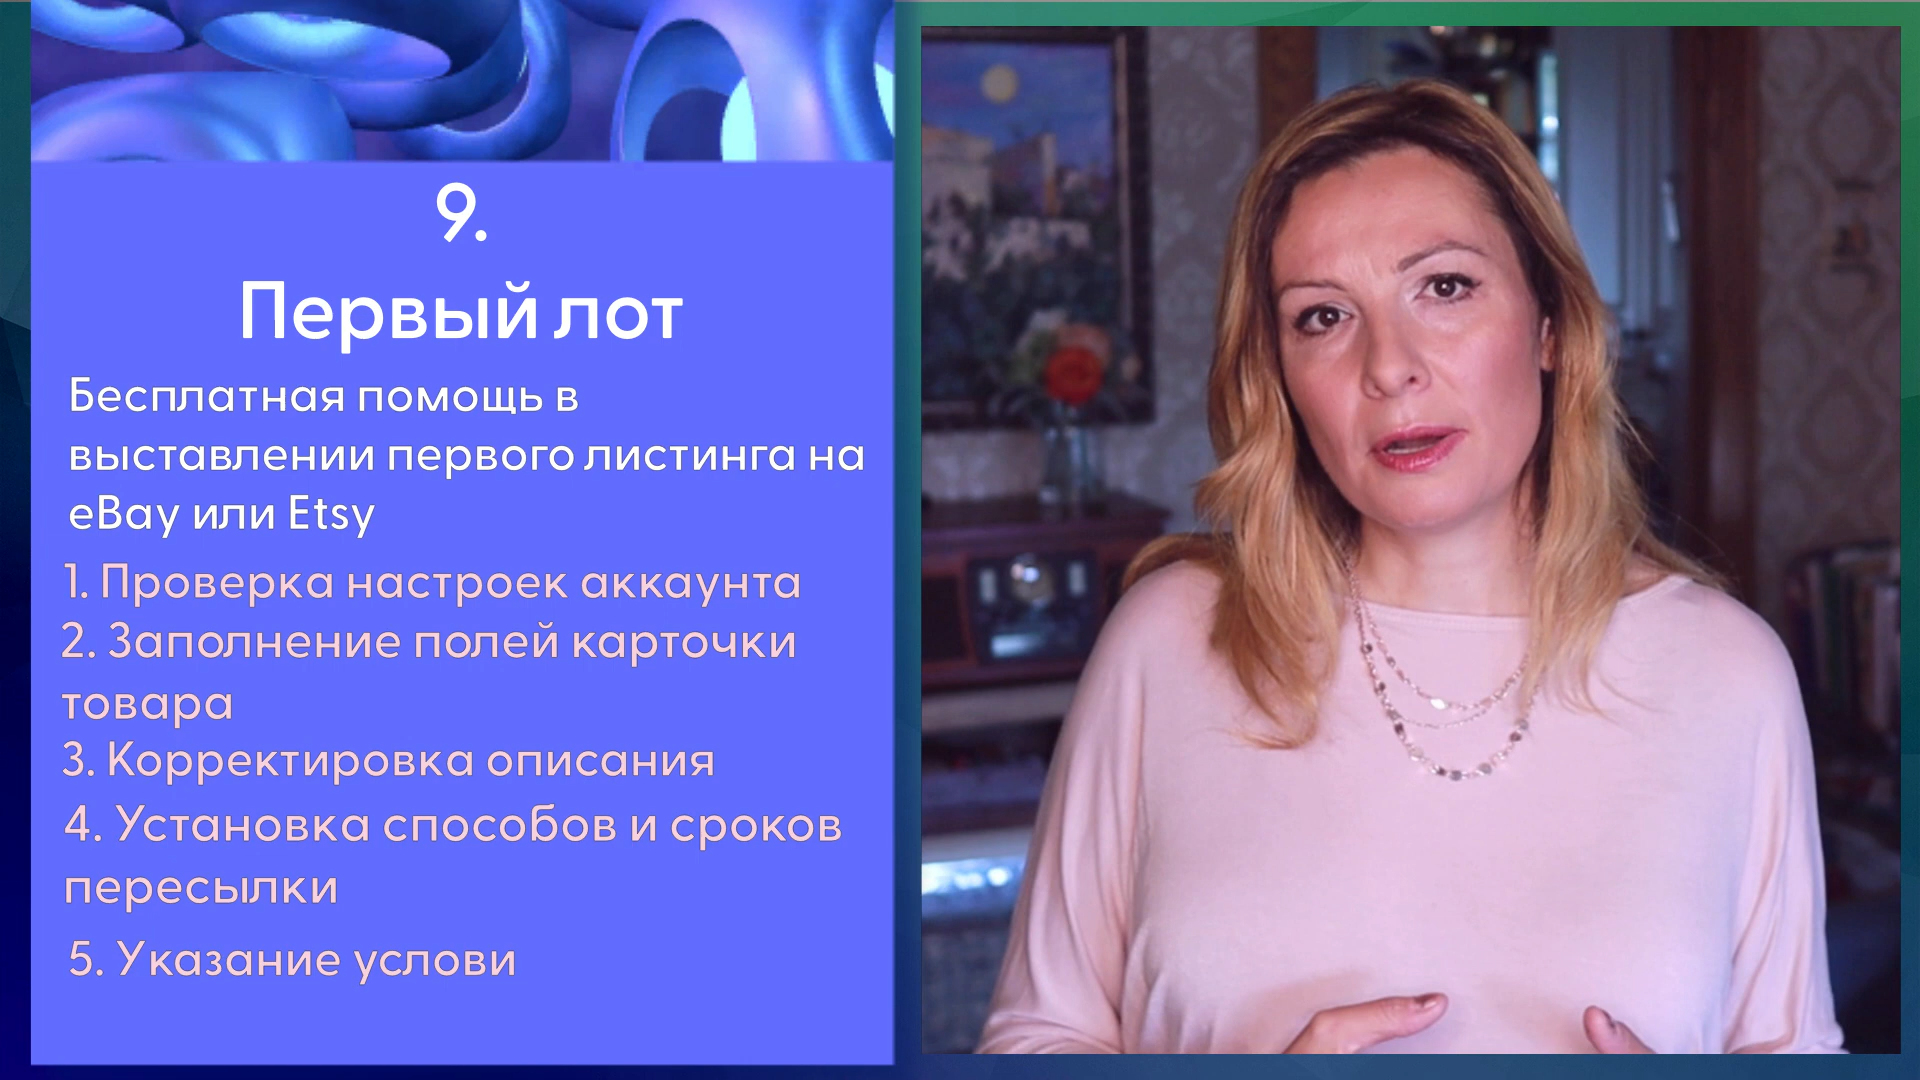 9.
Первый лот
Бесплатная помощь в
выставлении первого листинга на
eBay или Etsy
1. Проверка настроек аккаунта
2. Заполнение полей карточки
товара
3. Корректировка описания
4. Установка способов и сроков
пересылки
5. Указание услови